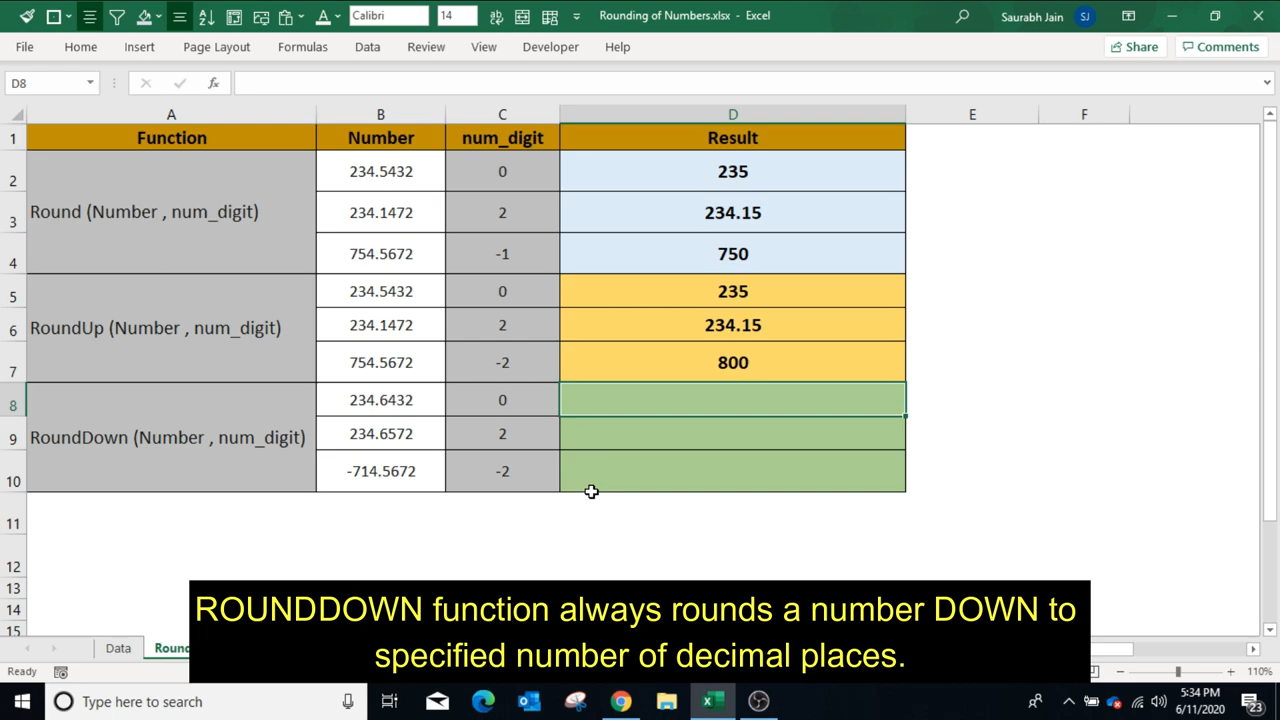 Calibri
14
Rounding of Numbers.xlsx - Excel
Saurabh Jain
SJ
File Home Insert Page Layout Formulas Data Review View Developer Help
Share
Comments
D8
fx
A B C D E F
1 Function Number num_digit Result
2 234.5432 0 235
3 Round (Number , num_digit) 234.1472 2 234.15
4 754.5672 -1 750
5 234.5432 0 235
6 RoundUp (Number , num_digit) 234.1472 2 234.15
7 754.5672 -2 800
8 234.6432 0
9 RoundDown (Number , num_digit) 234.6572 2
10 -714.5672 -2
11
12
13
14
15
ROUNDDOWN function always rounds a number DOWN to
specified number of decimal places.
Data
Roun
Ready
110%
Type here to search
5:34 PM
6/11/2020
23